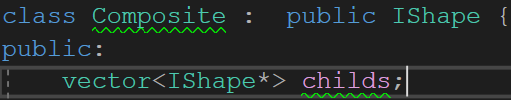 class Composite :  public IShape {
public:
    vector<IShape*> childs;